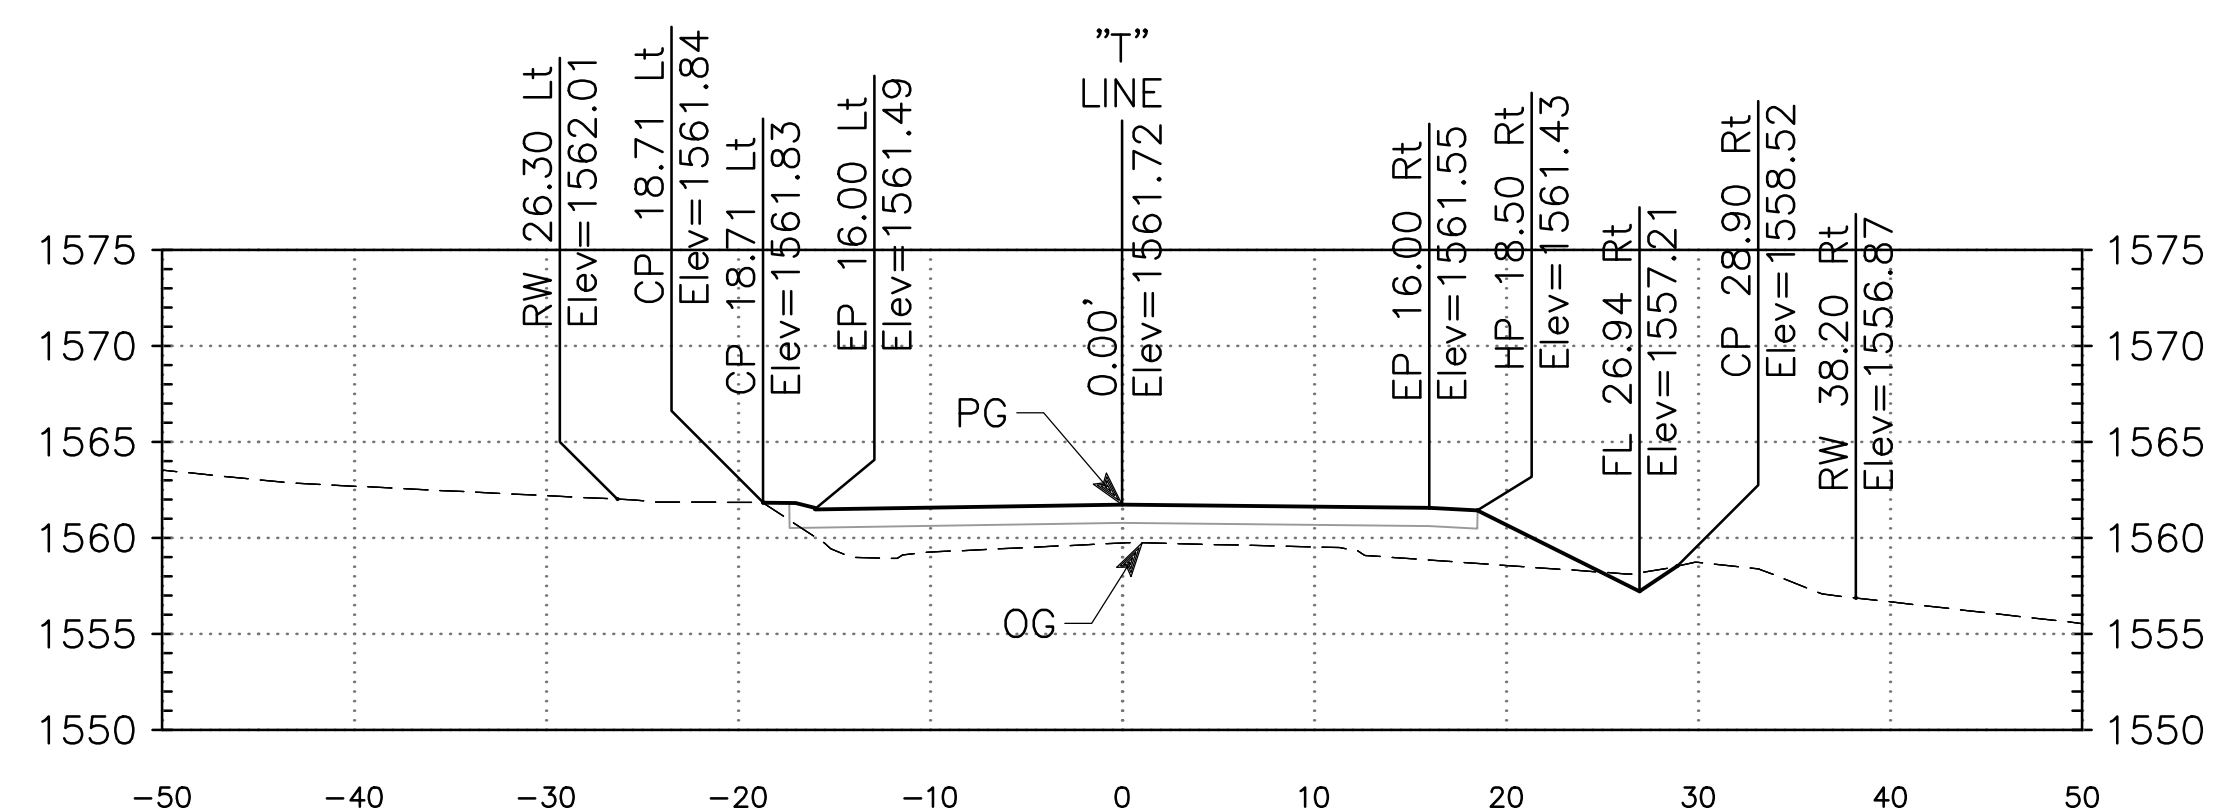 "T"
LINE
RW 26.30 Lt
Elev=1562.01
CP 18.71 Lt
Elev=1561.84
CP 18.71 Lt
Elev=1561.83
EP 16.00 Lt
Elev=1561.49
0.00'
Elev=1561.72
EP 16.00 Rt
Elev=1561.55
HP 18.50 Rt
Elev=1561.43
FL 26.94 Rt
Elev=1557.21
CP 28.90 Rt
Elev=1558.52
RW 38.20 Rt
Elev=1556.87
1575 1575
1570 1570
PG
1565 1565
1560 1560
OG
1555 1555
1550 1550
-50 -40 -30 -20 -10 0 10 20 30 40 50